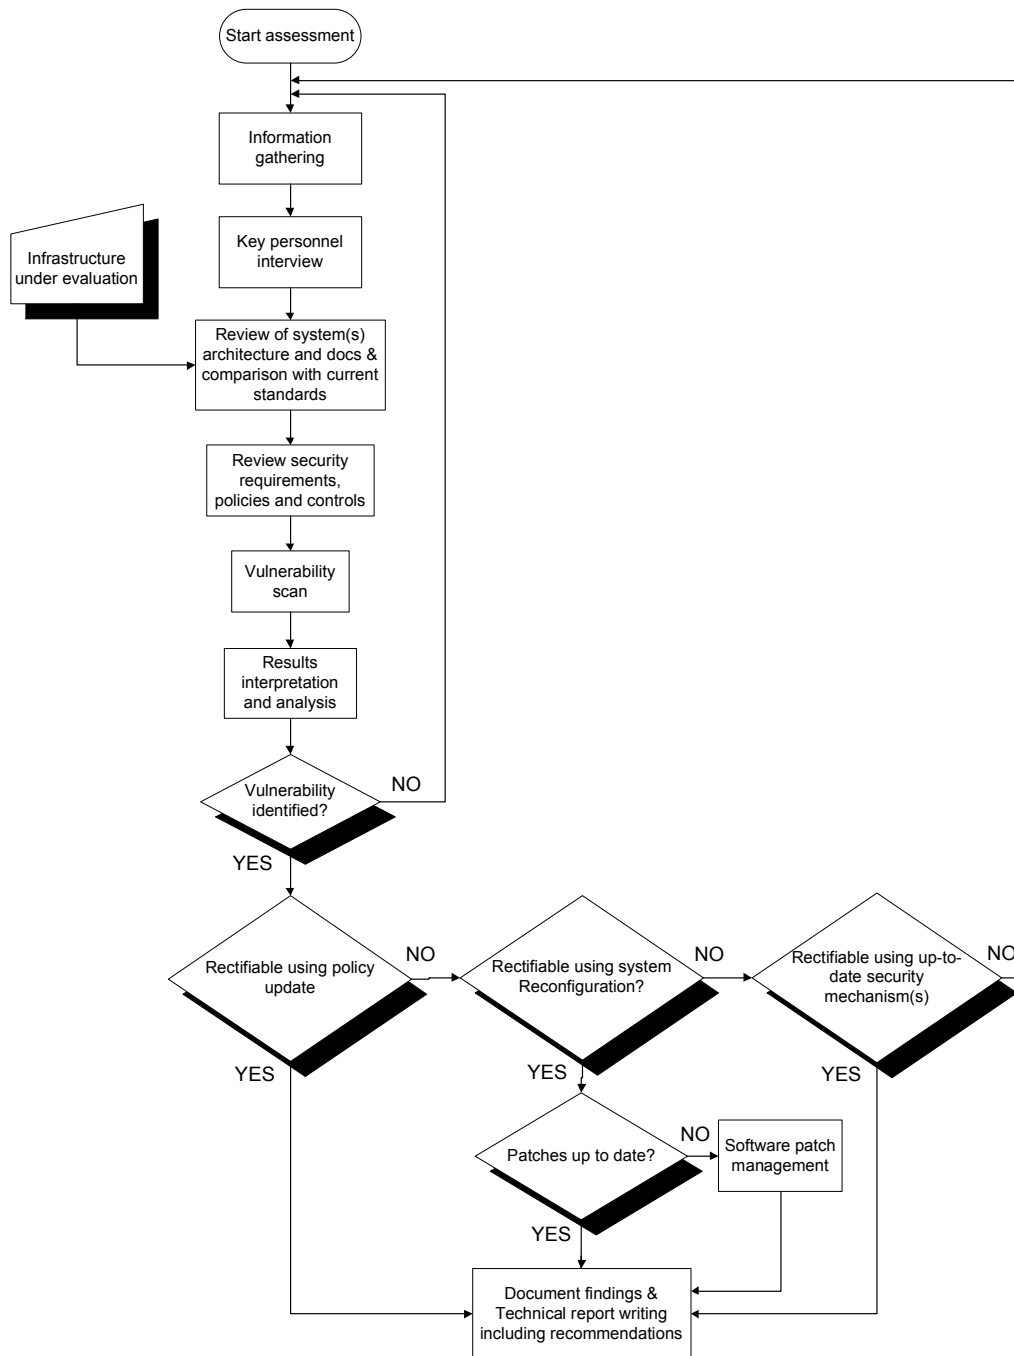 Start assessment
Information
gathering
Key personnel
interview
Infrastructure
under evaluation
Review of system(s)
architecture and docs &
comparison with current
standards
Review security
requirements,
policies and controls
Vulnerability
scan
Results
interpretation
and analysis
Vulnerability
identified?
NO
YES
Rectifiable using policy
update
NO
YES
Rectifiable using system
Reconfiguration?
NO
YES
Rectifiable using up-to-
date security
mechanism(s)
NO
YES
Patches up to date?
NO
YES
Software patch
management
Document findings &
Technical report writing
including recommendations